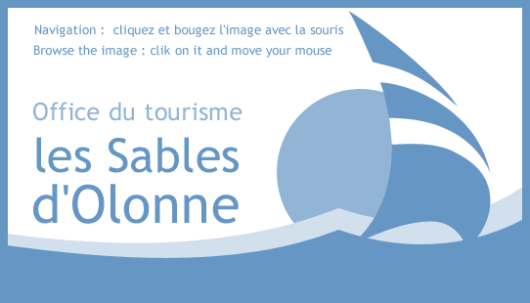 Navigation : cliquez et bougez l'image avec la souris
Browse the image : clik on it and move your mouse
Office du tourisme
les Sables
d'Olonne